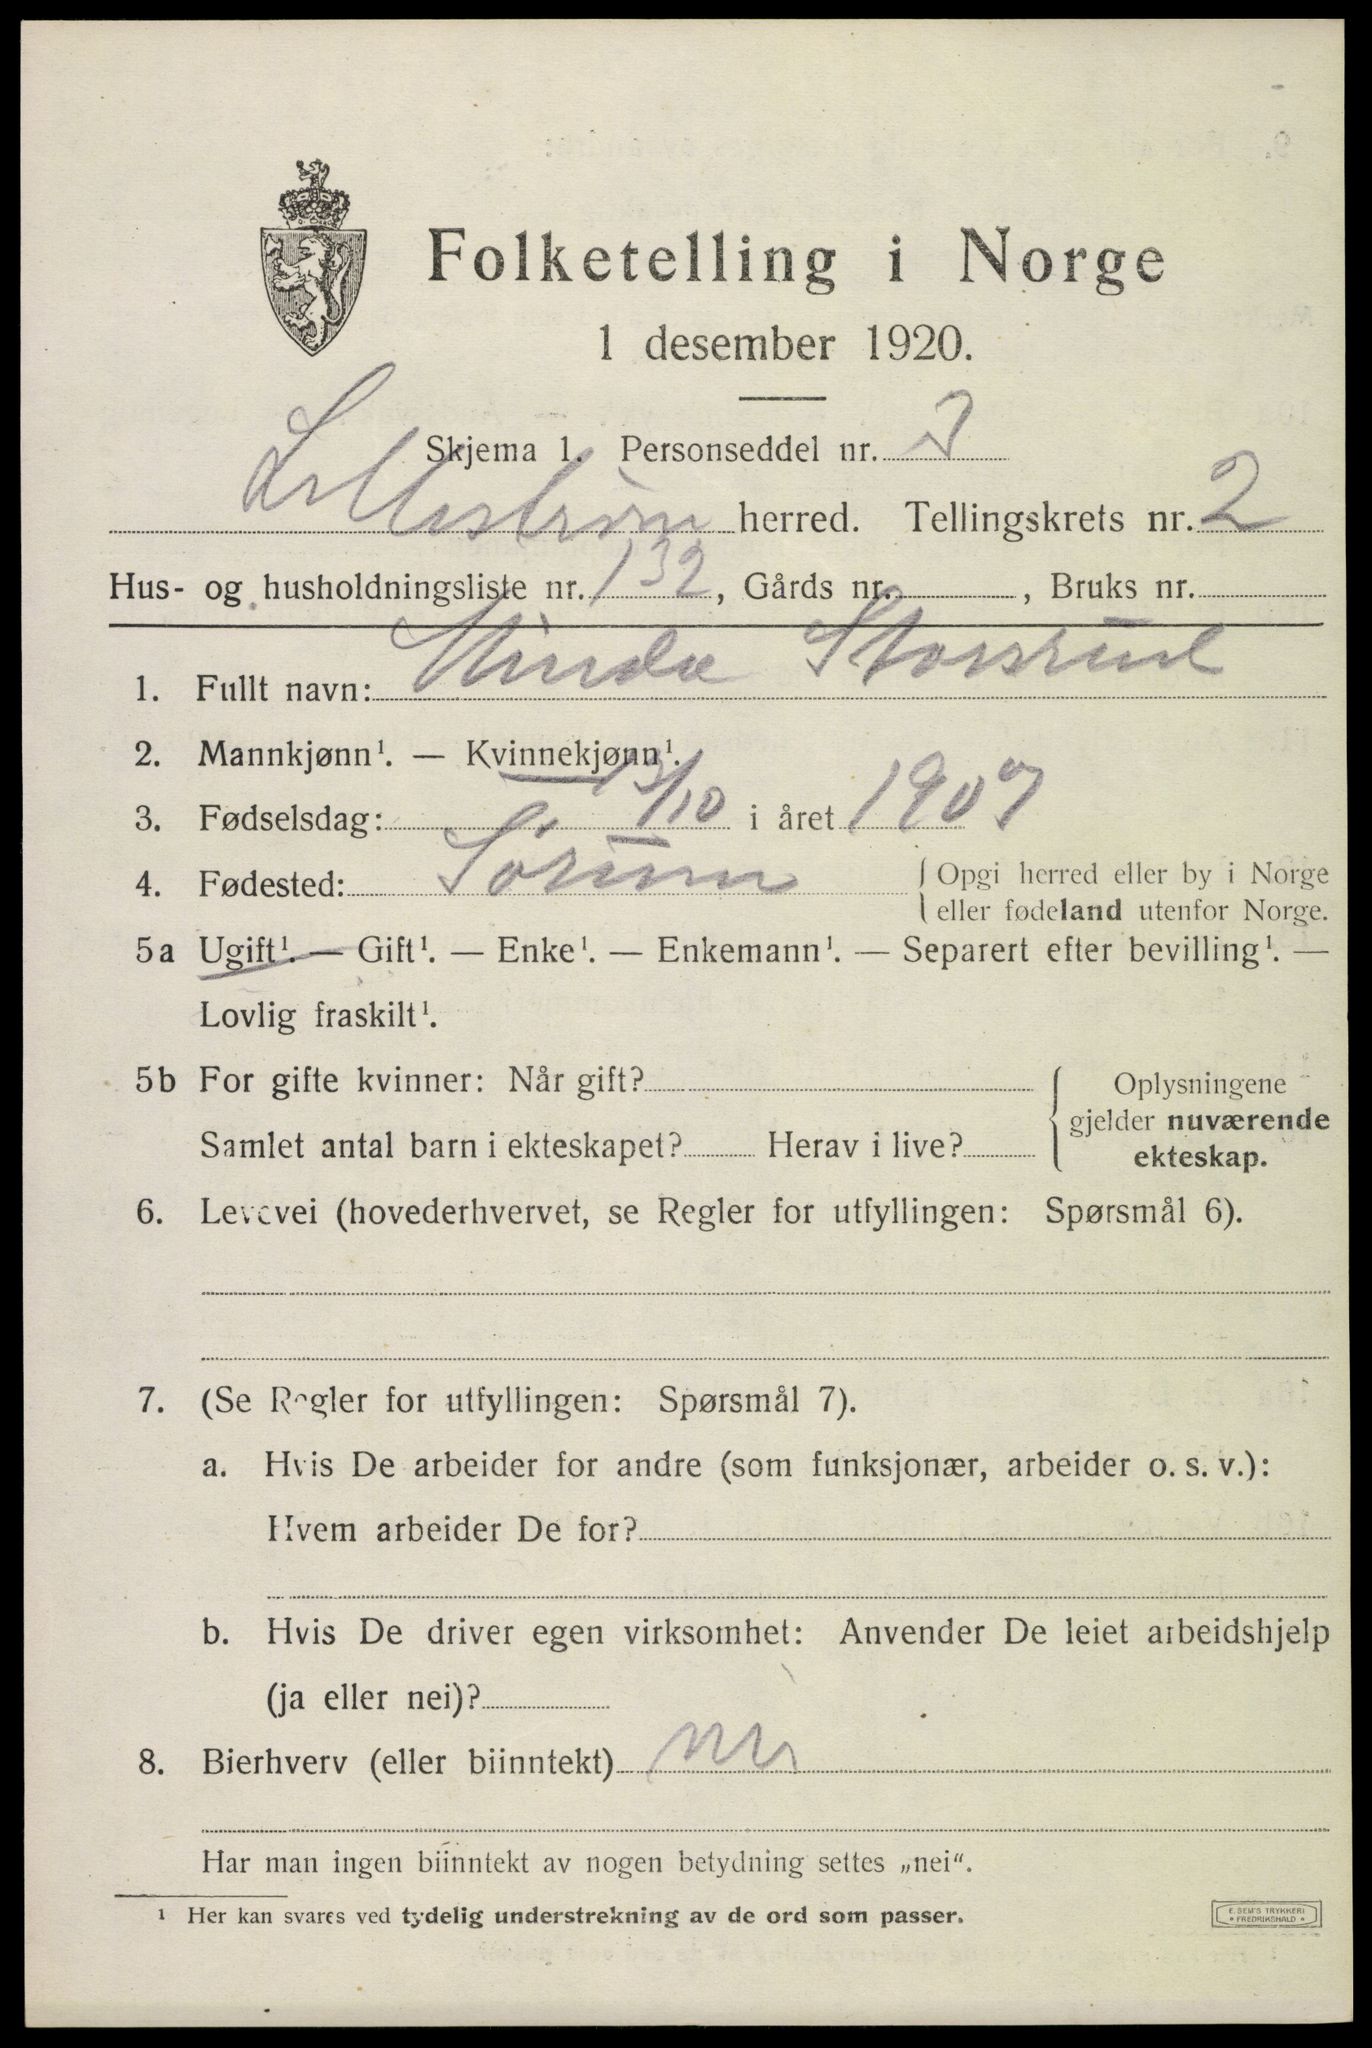 Folketelling i Norge
1 desember 1920.
Skjema 1. Personseddel nr. 3
Lillestrøm herred. Tellingskrets nr. 2
Hus- og husholdningsliste nr. 132, Gårds nr. , Bruks nr.
1. Fullt navn: Minda Storsrud
2. Mannkjønn¹. — Kvinnekjønn¹.
3. Fødselsdag: 13/10 i året 1907
4. Fødested: Sørum { Opgi herred eller by i Norge
eller fødeland utenfor Norge.
5a Ugift¹. — Gift¹. — Enke¹. — Enkemann¹. — Separert efter bevilling¹. —
Lovlig fraskilt¹.
5b For gifte kvinner: Når gift?
Samlet antal barn i ekteskapet? Herav i live?
Oplysningene
gjelder nuværende
ekteskap.
6. Levevei (hovederhvervet, se Regler for utfyllingen: Spørsmål 6).
7. (Se Regler for utfyllingen: Spørsmål 7).
a. Hvis De arbeider for andre (som funksjonær, arbeider o. s. v.):
Hvem arbeider De for?
b. Hvis De driver egen virksomhet: Anvender De leiet arbeidshjelp
(ja eller nei)?
8. Bierhverv (eller biinntekt) nei
Har man ingen biinntekt av nogen betydning settes „nei“.
¹ Her kan svares ved tydelig understrekning av de ord som passer.
E. SEM'S TRYKKERI
* FREDRIKSHALD *